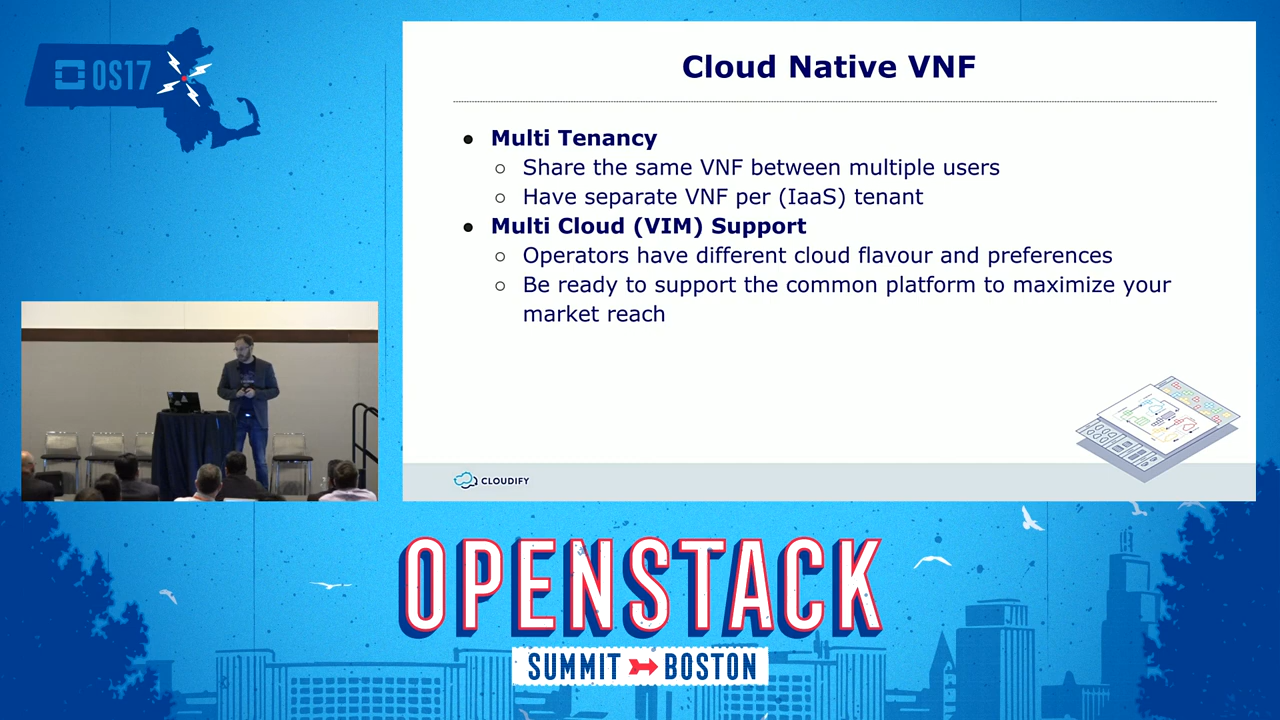 OS17
Cloud Native VNF
● Multi Tenancy
○ Share the same VNF between multiple users
○ Have separate VNF per (IaaS) tenant
● Multi Cloud (VIM) Support
○ Operators have different cloud flavour and preferences
○ Be ready to support the common platform to maximize your
market reach
CLOUDIFY
OPENSTACK
SUMMIT BOSTON